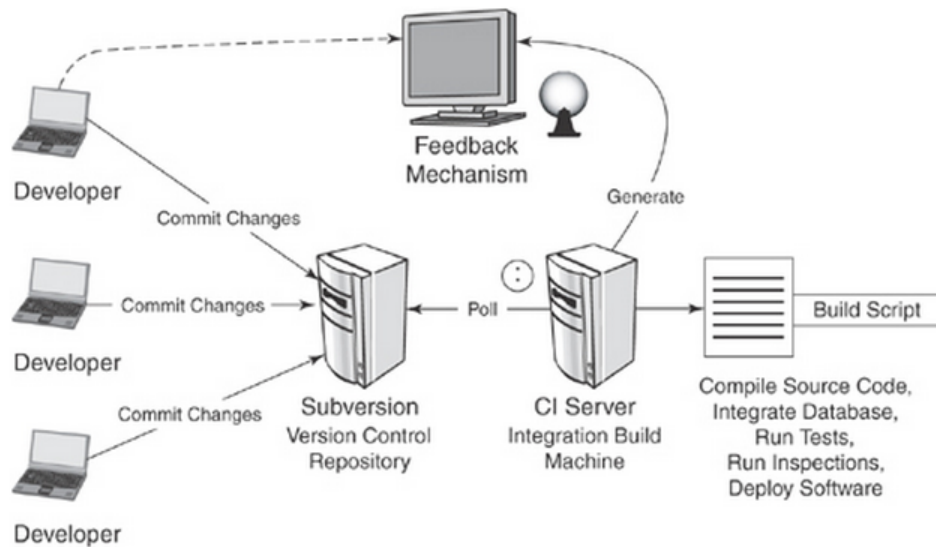 Feedback
Mechanism
Developer
Commit Changes
Generate
Developer
Commit Changes
Poll
Build Script
Subversion
Version Control
Repository
CI Server
Integration Build
Machine
Compile Source Code,
Integrate Database,
Run Tests,
Run Inspections,
Deploy Software
Commit Changes
Developer